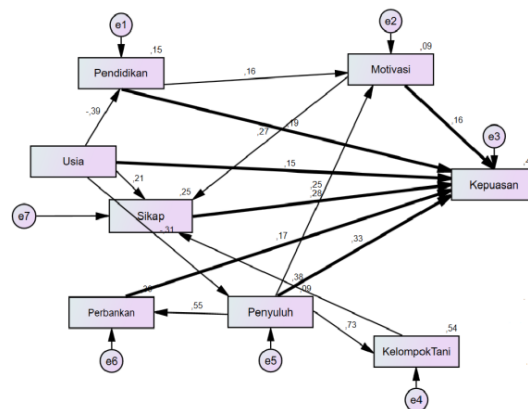 e1
e2
,15
,09
Pendidikan
,16
Motivasi
,16
e3
,19
-,39
,27
Usia
,15
,21
,25
,25
,28
Kepuasan
Sikap
e7
,17
-,31
,33
,38
,09
Perbankan
,55
Penyuluh
,73
,54
KelompokTani
e6
e5
e4